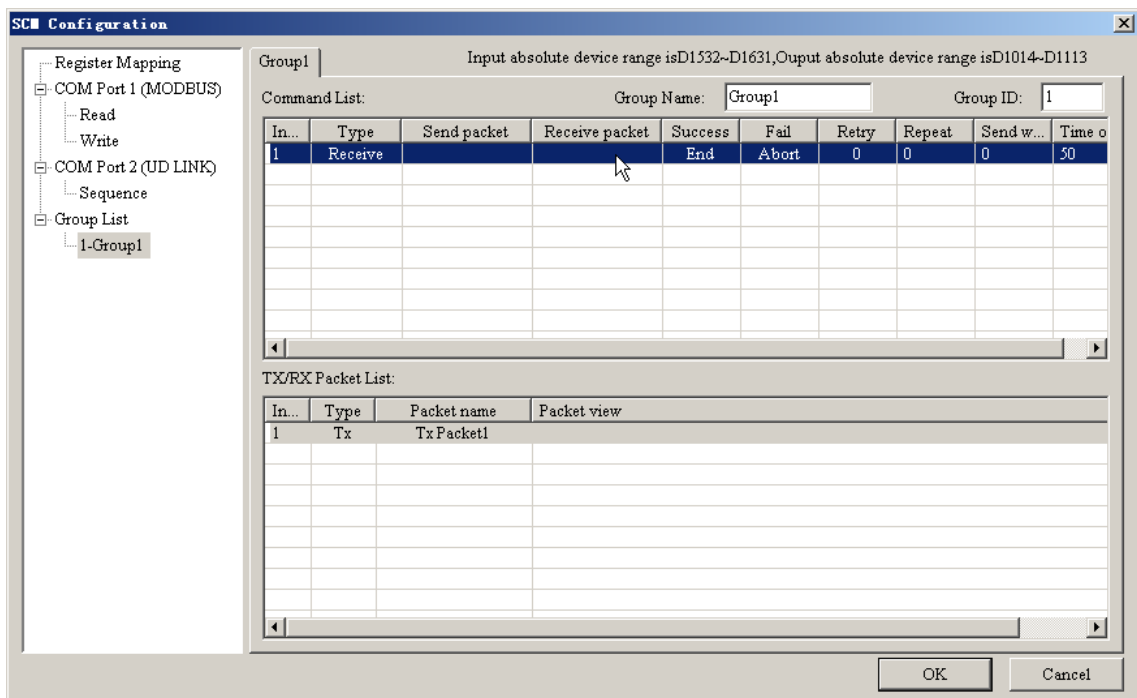 SCM Configuration
Register Mapping
COM Port 1 (MODBUS)
Read
Write
COM Port 2 (UD LINK)
Sequence
Group List
1-Group1
Group1
Input absolute device range isD1532~D1631,Ouput absolute device range isD1014~D1113
Command List:
Group Name: Group1
Group ID: 1
In... Type Send packet Receive packet Success Fail Retry Repeat Send w... Time o
1 Receive End Abort 0 0 0 50
TX/RX Packet List:
In... Type Packet name Packet view
1 Tx Tx Packet1
OK Cancel